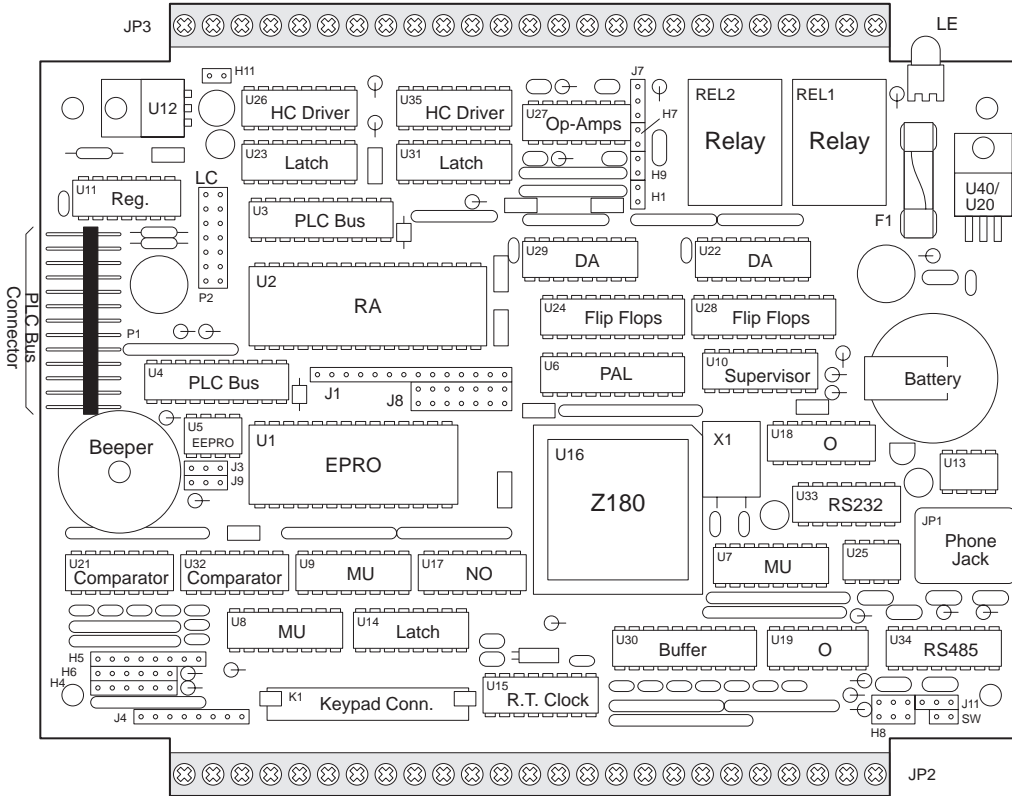 JP3
LE
H11
J7
U12
U26 HC Driver
U35 HC Driver
U27 Op-Amps
H7
REL2 Relay
REL1 Relay
U23 Latch
U31 Latch
H9
H1
U11 Reg.
LC
U3 PLC Bus
F1
U40/
U20
U29 DA
U22 DA
U2 RA
P2
U24 Flip Flops
U28 Flip Flops
PLC Bus
Connector
P1
U4 PLC Bus
J1
J8
U6 PAL
U10 Supervisor
Battery
Beeper
U5
EEPRO
U1 EPRO
J3
J9
U16 Z180
X1
U18 O
U13
U33 RS232
JP1
Phone
Jack
U21 Comparator
U32 Comparator
U9 MU
U17 NO
U7 MU
U25
U8 MU
U14 Latch
U30 Buffer
U19 O
U34 RS485
H5
H6
H4
K1 Keypad Conn.
U15 R.T. Clock
J4
J11
SW
H8
JP2